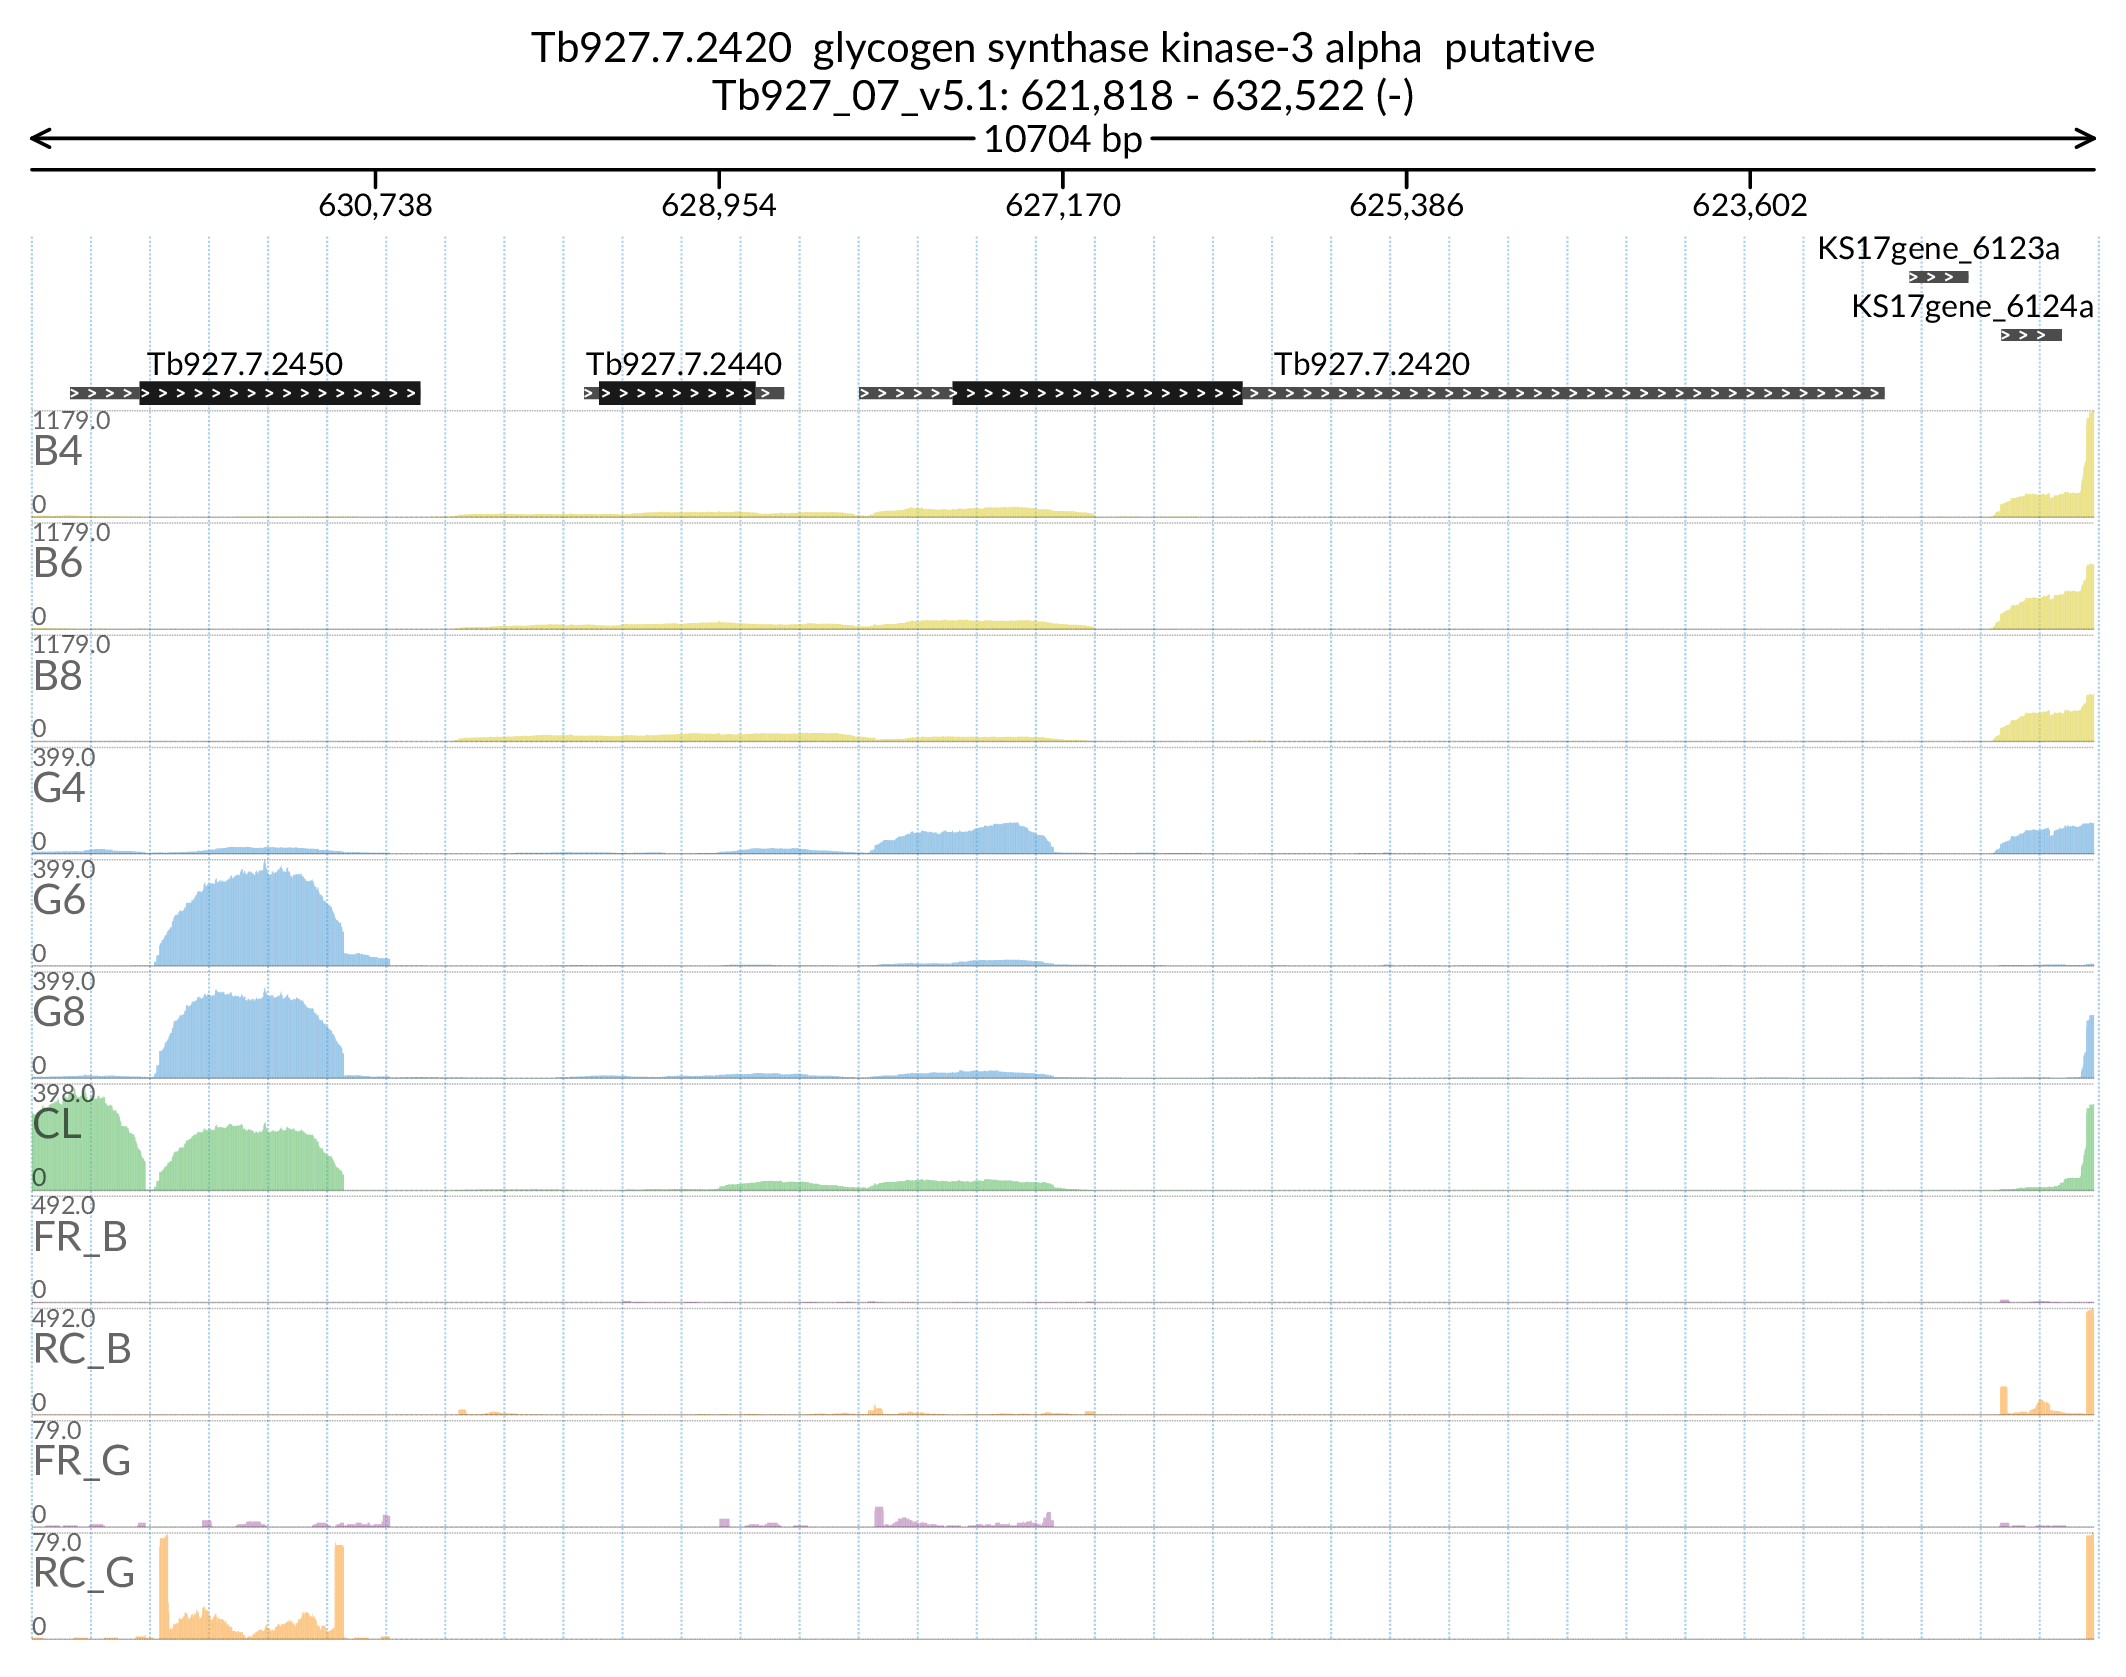 Tb927.7.2420 glycogen synthase kinase-3 alpha putative
Tb927_07_v5.1: 621,818 - 632,522 (-)
10704 bp
630,738 628,954 627,170 625,386 623,602
KS17gene_6123a
KS17gene_6124a
Tb927.7.2450 Tb927.7.2440 Tb927.7.2420
1179.0
B4
0
1179.0
B6
0
1179.0
B8
0
399.0
G4
0
399.0
G6
0
399.0
G8
0
398.0
CL
0
492.0
FR_B
0
492.0
RC_B
0
79.0
FR_G
0
79.0
RC_G
0